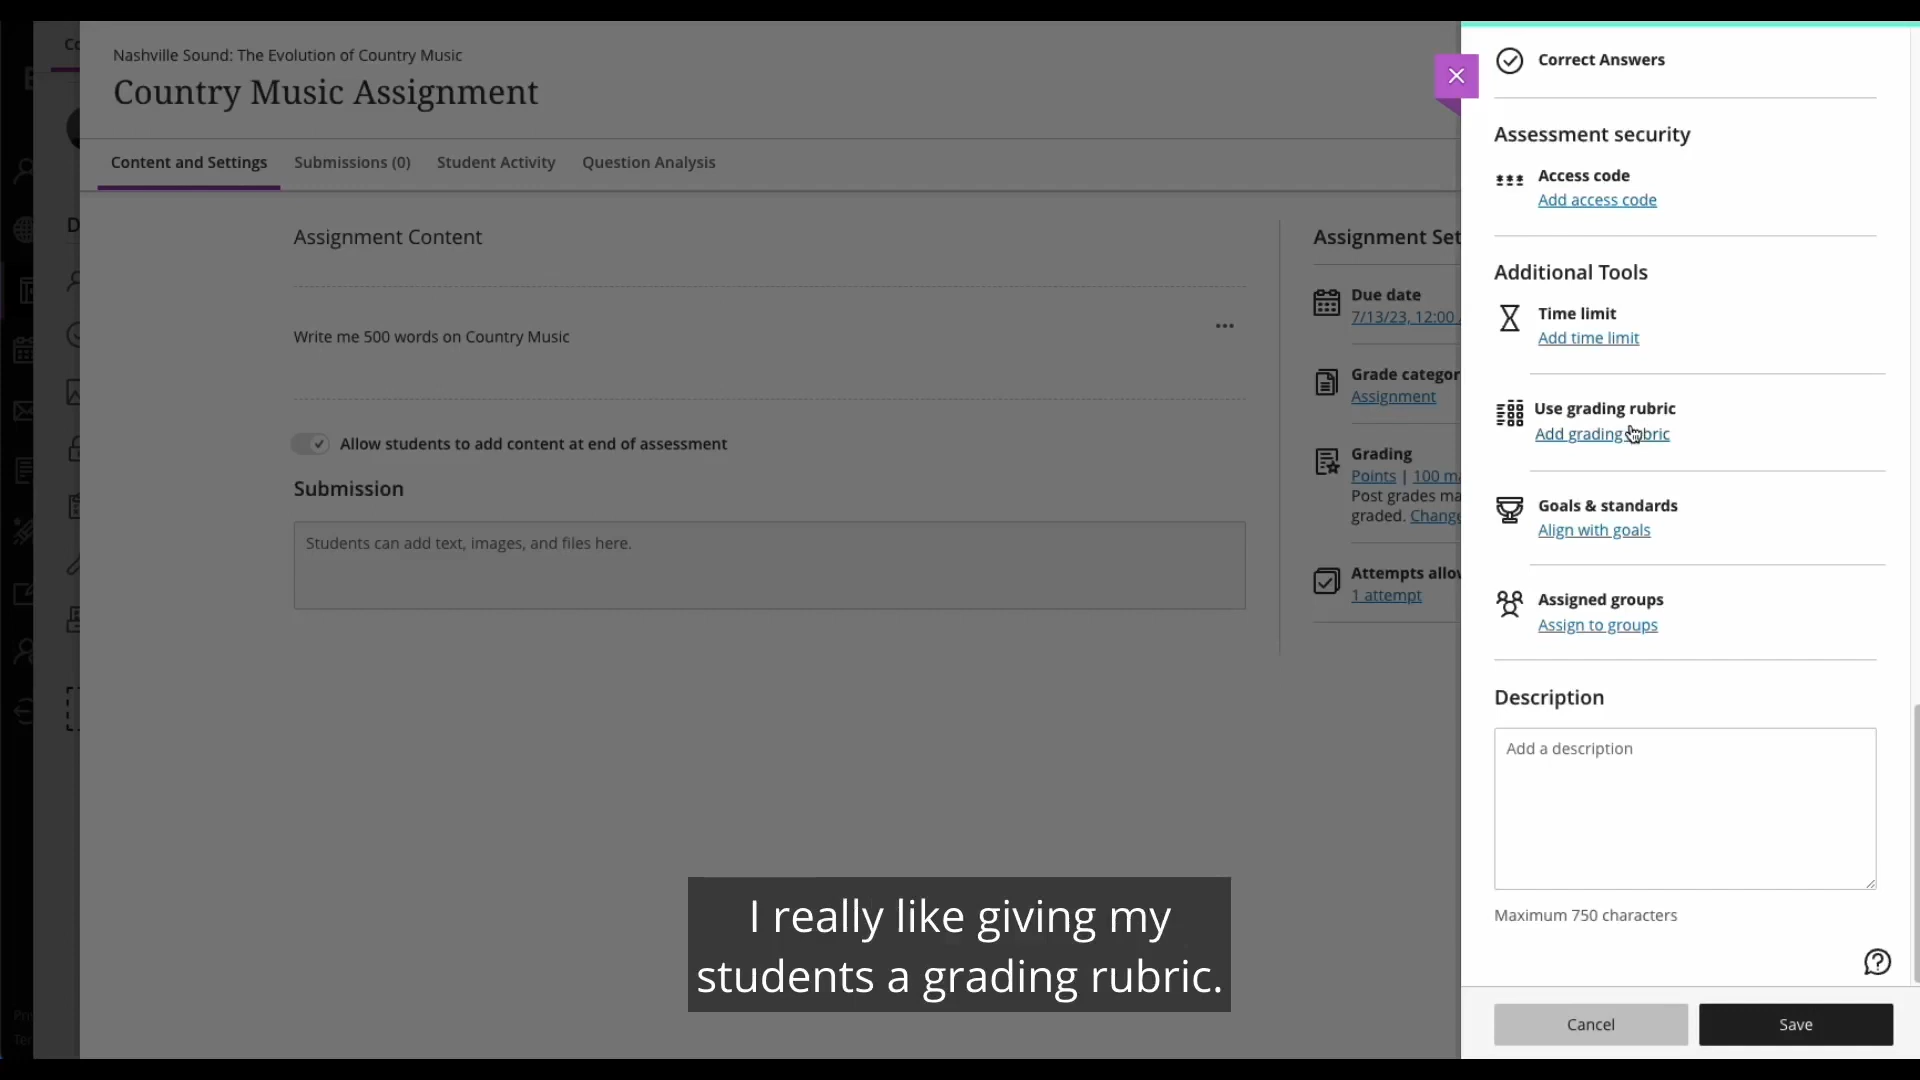 Nashville Sound: The Evolution of Country Music
Country Music Assignment
Content and Settings
Submissions (0)
Student Activity
Question Analysis
Assignment Content
Write me 500 words on Country Music
Allow students to add content at end of assessment
Submission
Students can add text, images, and files here.
Assignment Set
Due date
7/13/23, 12:00
Grade categor
Assignment
Grading
Points | 100 m
Post grades ma
graded. Change
Attempts allow
1 attempt
Correct Answers
Assessment security
Access code
Add access code
Additional Tools
Time limit
Add time limit
Use grading rubric
Add grading rubric
Goals & standards
Align with goals
Assigned groups
Assign to groups
Description
Add a description
Maximum 750 characters
Cancel
Save
I really like giving my
students a grading rubric.